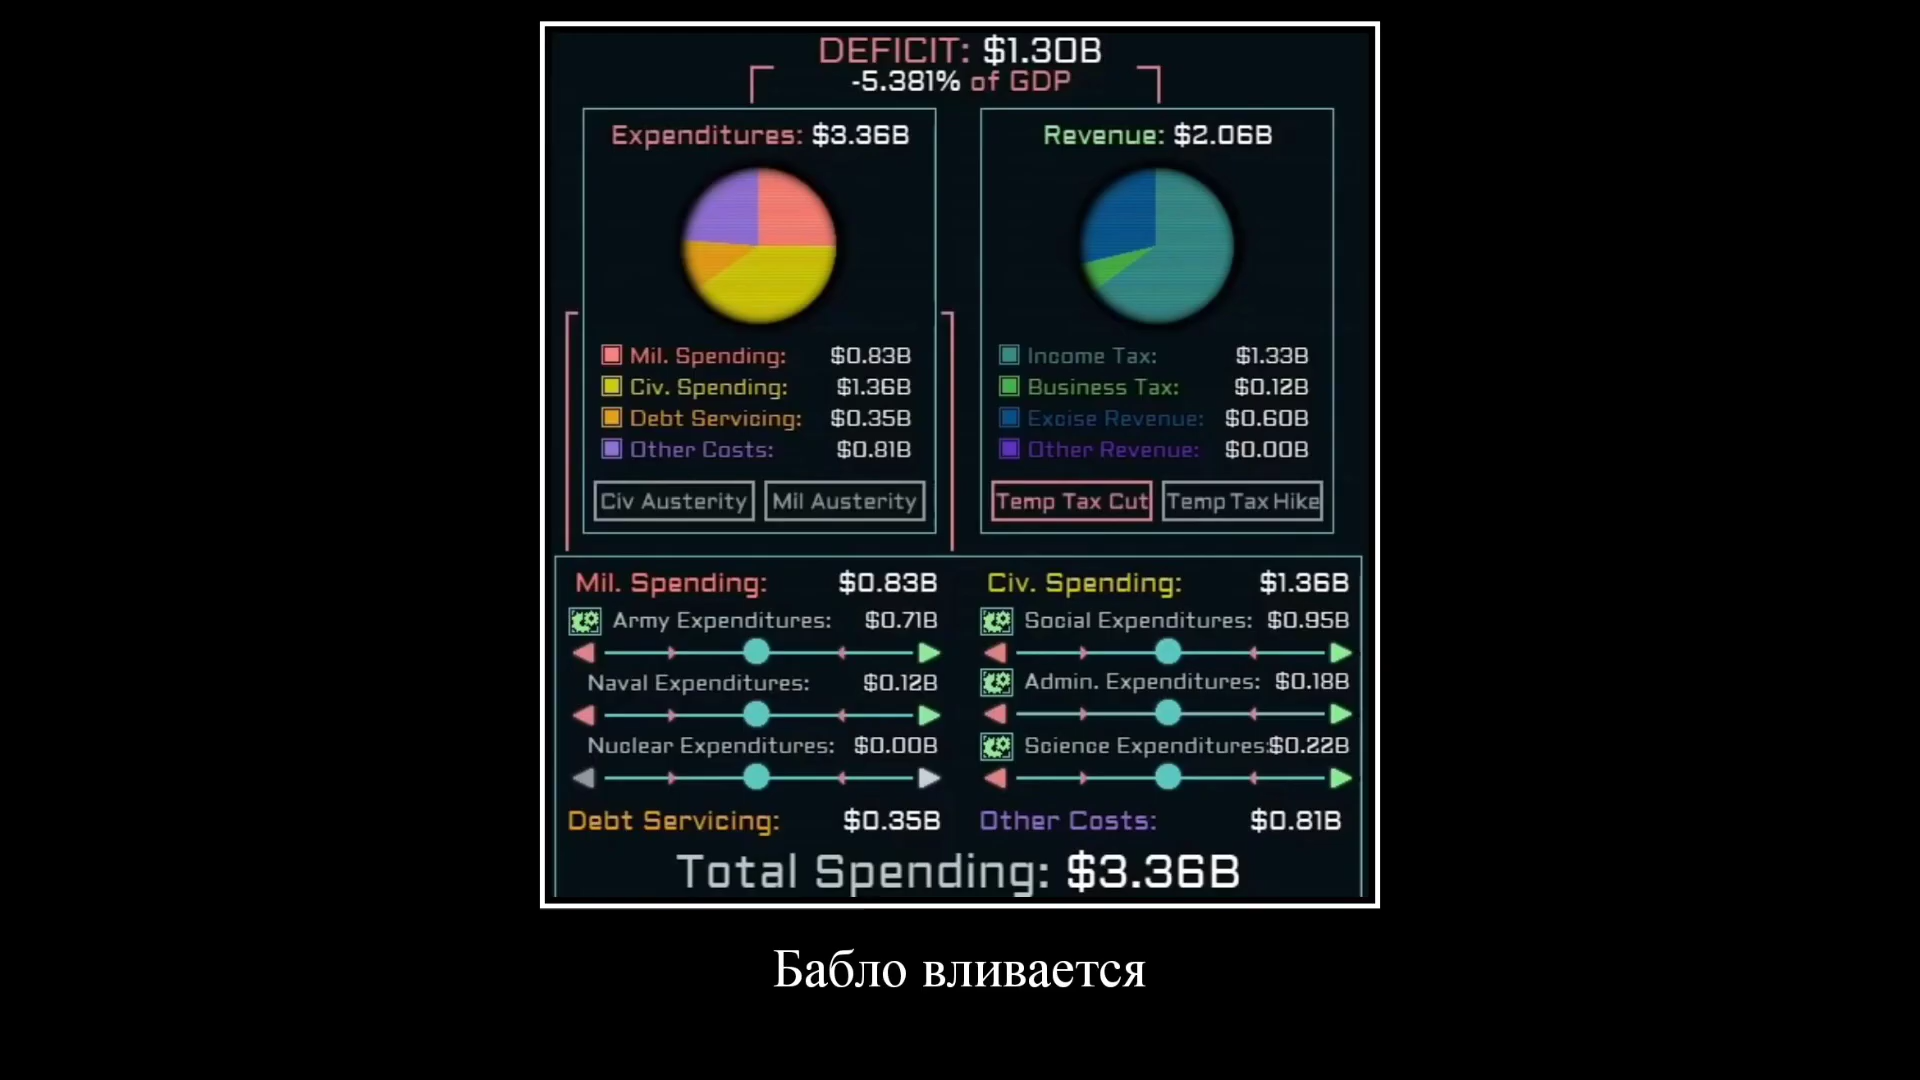 DEFICIT: $1.30B
-5.381% of GDP
Expenditures: $3.36B
Mil. Spending: $0.83B
Civ. Spending: $1.36B
Debt Servicing: $0.35B
Other Costs: $0.81B
Civ Austerity Mil Austerity
Revenue: $2.06B
Income Tax: $1.33B
Business Tax: $0.12B
Excise Revenue: $0.60B
Other Revenue: $0.00B
Temp Tax Cut Temp Tax Hike
Mil. Spending: $0.83B
Army Expenditures: $0.71B
Naval Expenditures: $0.12B
Nuclear Expenditures: $0.00B
Debt Servicing: $0.35B
Civ. Spending: $1.36B
Social Expenditures: $0.95B
Admin. Expenditures: $0.18B
Science Expenditures: $0.22B
Other Costs: $0.81B
Total Spending: $3.36B
Бабло вливается